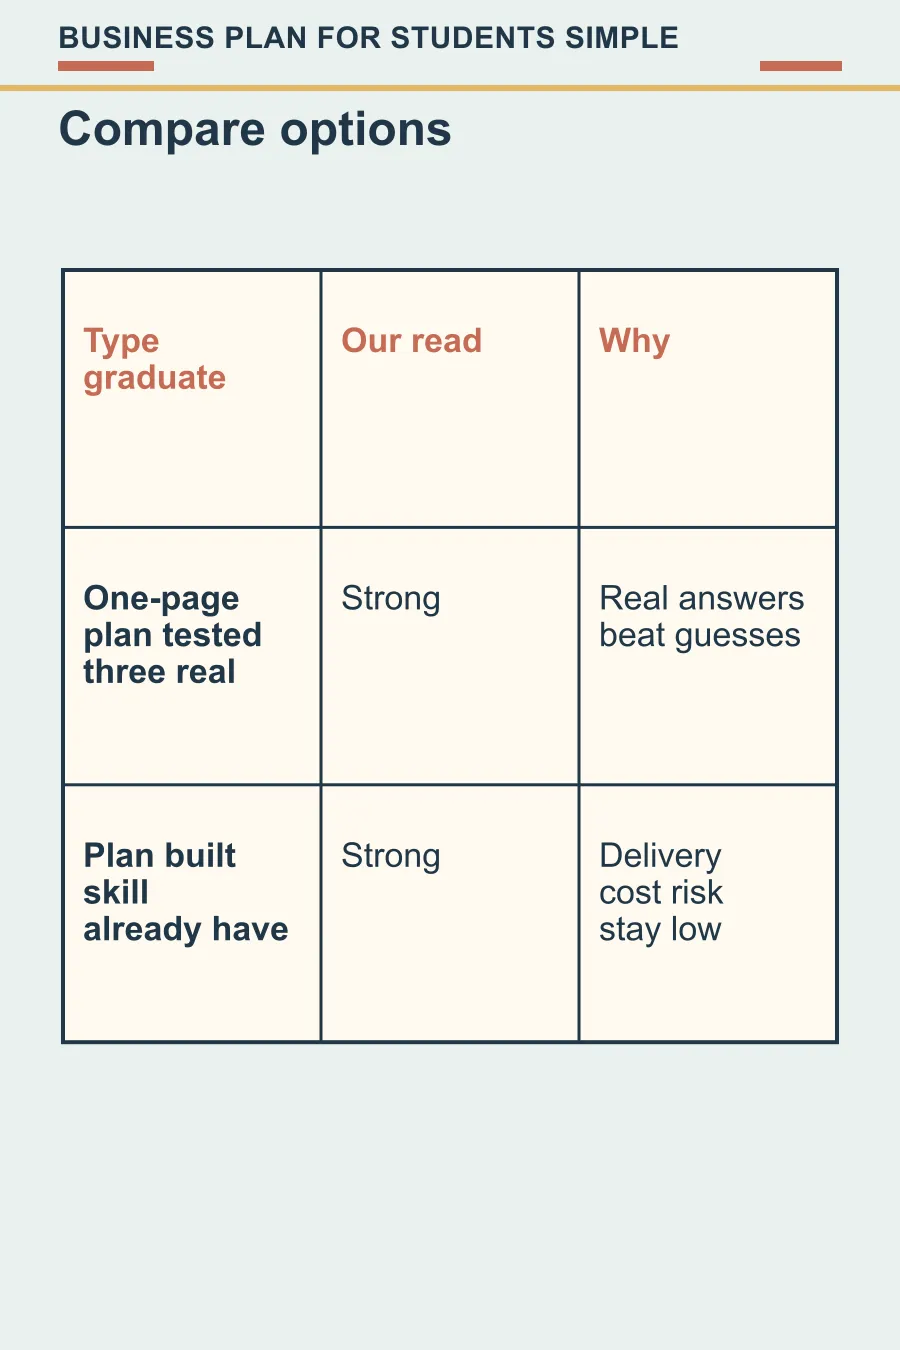 BUSINESS PLAN FOR STUDENTS SIMPLE
Compare options
Type
graduate
Our read
Why
One-page
plan tested
three real
Strong
Real answers
beat guesses
Plan built
skill
already have
Strong
Delivery
cost risk
stay low